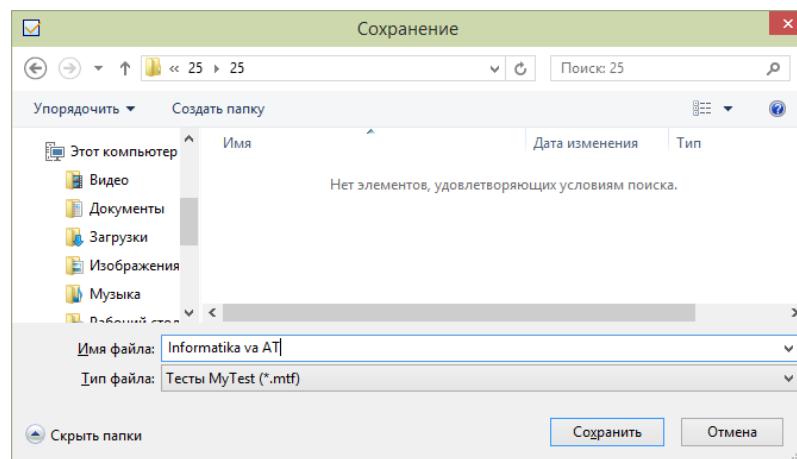 Сохранение
« 25 ▸ 25
Поиск: 25
Упорядочить
Создать папку
Этот компьютер
Видео
Документы
Загрузки
Изображения
Музыка
Рабочий стол
Имя
Дата изменения
Тип
Нет элементов, удовлетворяющих условиям поиска.
Имя файла: Informatika va AT
Тип файла: Тесты MyTest (*.mtf)
Скрыть папки
Сохранить
Отмена